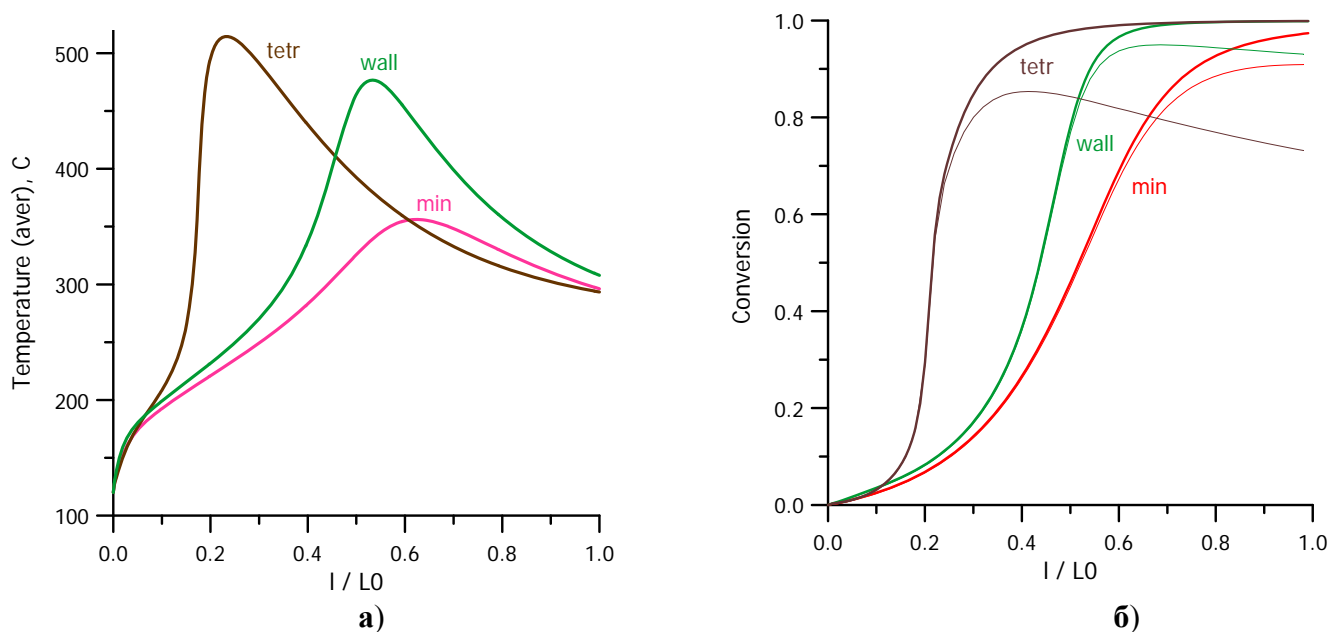 Temperature (aver), C
500
400
300
200
100
tetr
wall
min
0.0 0.2 0.4 0.6 0.8 1.0
l / L0
а)
Conversion
1.0
0.8
0.6
0.4
0.2
0.0
tetr
wall
min
0.0 0.2 0.4 0.6 0.8 1.0
l / L0
б)